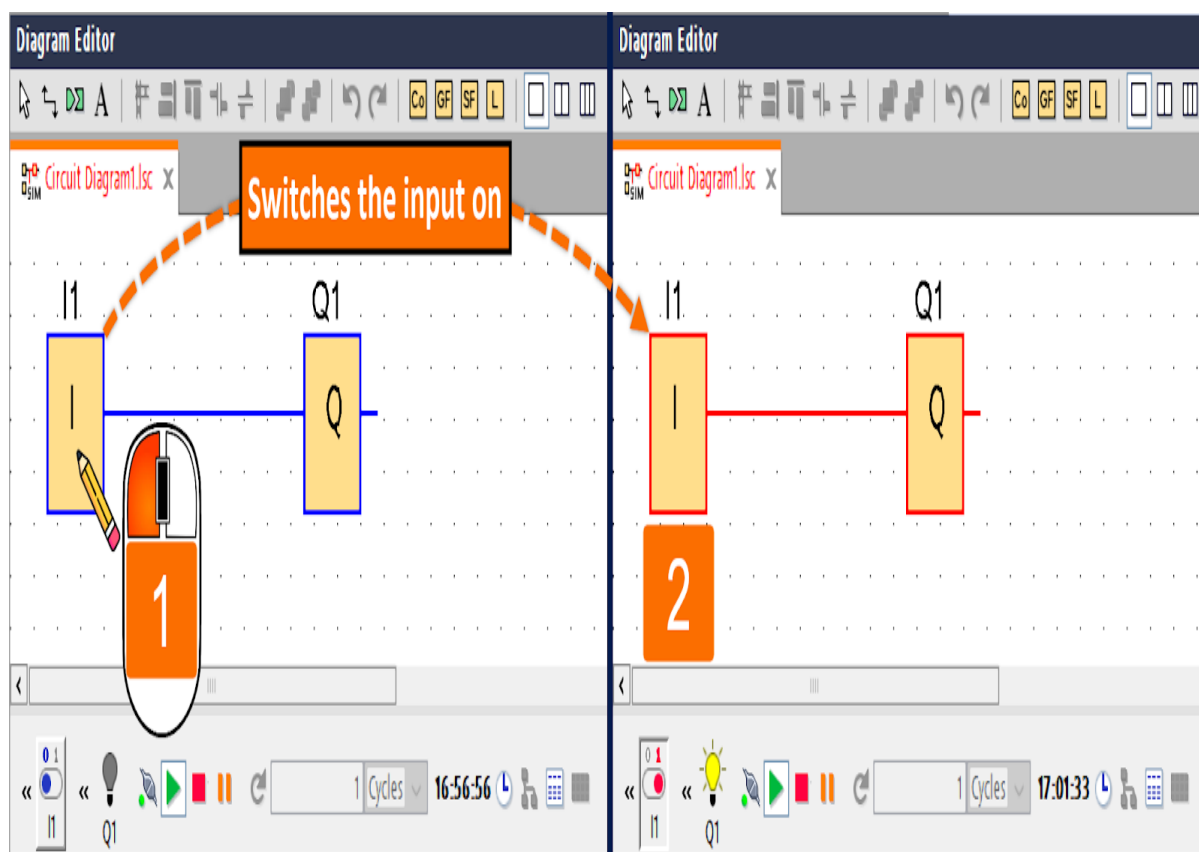 Diagram Editor
A Co GF SF L
SIM Circuit Diagram1.lsc X
Switches the input on
I1 Q1
I Q
1
0 1
« I1 « Q1 1 Cycles 16:56:56
Diagram Editor
A Co GF SF L
SIM Circuit Diagram1.lsc X
I1 Q1
I Q
2
0 1
« I1 « Q1 1 Cycles 17:01:33